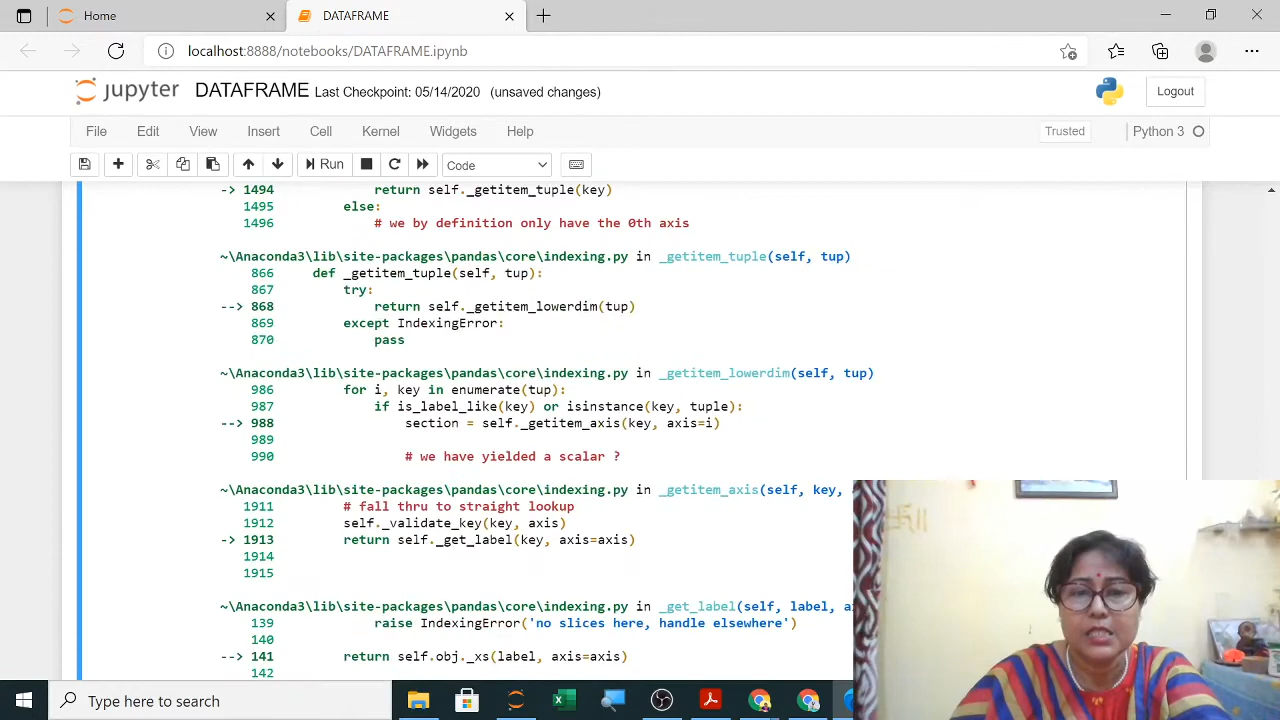 Home
DATAFRAME
localhost:8888/notebooks/DATAFRAME.ipynb
jupyter DATAFRAME Last Checkpoint: 05/14/2020 (unsaved changes)
Logout
File Edit View Insert Cell Kernel Widgets Help
Trusted
Python 3
Run
Code
-> 1494 return self._getitem_tuple(key)
1495 else:
1496 # we by definition only have the 0th axis
~\Anaconda3\lib\site-packages\pandas\core\indexing.py in _getitem_tuple(self, tup)
866 def _getitem_tuple(self, tup):
867 try:
--> 868 return self._getitem_lowerdim(tup)
869 except IndexingError:
870 pass
~\Anaconda3\lib\site-packages\pandas\core\indexing.py in _getitem_lowerdim(self, tup)
986 for i, key in enumerate(tup):
987 if is_label_like(key) or isinstance(key, tuple):
--> 988 section = self._getitem_axis(key, axis=i)
989
990 # we have yielded a scalar ?
~\Anaconda3\lib\site-packages\pandas\core\indexing.py in _getitem_axis(self, key,
1911 # fall thru to straight lookup
1912 self._validate_key(key, axis)
-> 1913 return self._get_label(key, axis=axis)
1914
1915
~\Anaconda3\lib\site-packages\pandas\core\indexing.py in _get_label(self, label,
139 raise IndexingError('no slices here, handle elsewhere')
140
--> 141 return self.obj._xs(label, axis=axis)
142
Type here to search